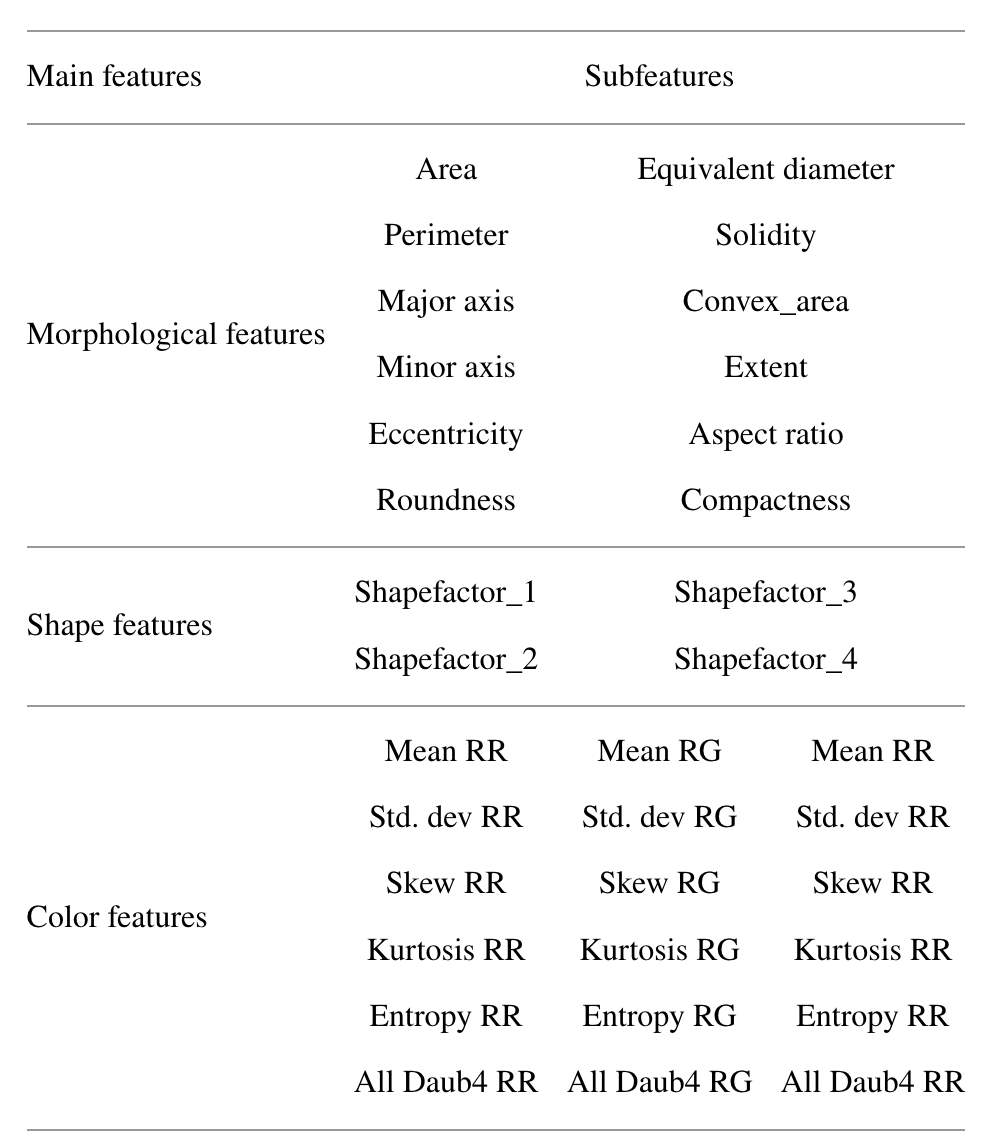 Main features Subfeatures
Area Equivalent diameter
Perimeter Solidity
Major axis Convex_area
Morphological features
Minor axis Extent
Eccentricity Aspect ratio
Roundness Compactness
Shapefactor_1 Shapefactor_3
Shape features
Shapefactor_2 Shapefactor_4
Mean RR Mean RG Mean RR
Std. dev RR Std. dev RG Std. dev RR
Skew RR Skew RG Skew RR
Color features
Kurtosis RR Kurtosis RG Kurtosis RR
Entropy RR Entropy RG Entropy RR
All Daub4 RR All Daub4 RG All Daub4 RR